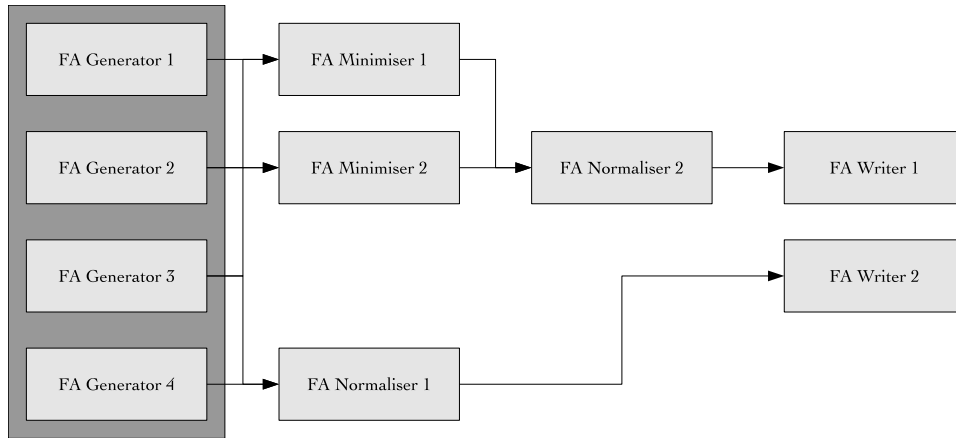 FA Generator 1
FA Minimiser 1
FA Generator 2
FA Minimiser 2
FA Normaliser 2
FA Writer 1
FA Generator 3
FA Writer 2
FA Generator 4
FA Normaliser 1